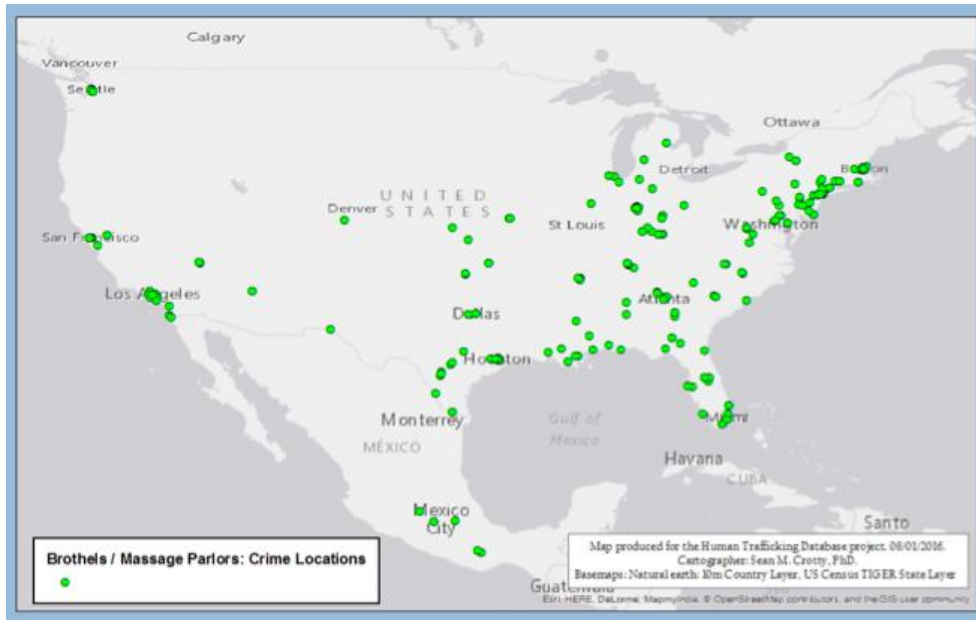 Calgary
Vancouver
Seattle
Ottawa
Detroit
Boston
UNITED
STATES
Denver
St Louis
Washington
San Francisco
Los Angeles
Atlanta
Dallas
Houston
Monterrey
Gulf of
Mexico
Miami
MÉXICO
Havana
CUBA
Mexico
City
Santo
Brothels / Massage Parlors: Crime Locations
Map produced for the Human Trafficking Database project, 08/01/2016.
Cartographer: Sean M. Crotty, PhD.
Basemaps: Natural earth: 10m Country Layer, US Census TIGER State Layer
Guatemala
Esri, HERE, DeLorme, MapmyIndia, © OpenStreetMap contributors, and the GIS user community